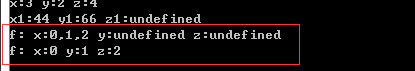 x:3 y:2 z:4
x1:44 y1:66 z1:undefined
f: x:0,1,2 y:undefined z:undefined
f: x:0 y:1 z:2